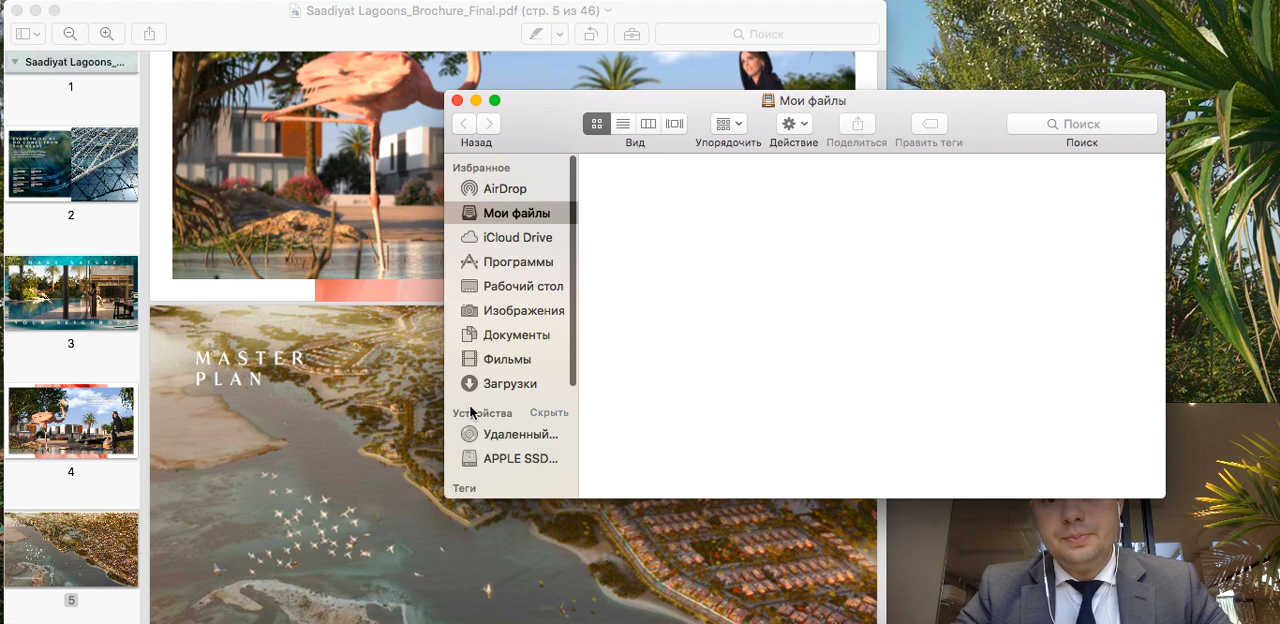 Saadiyat Lagoons_Brochure_Final.pdf (стр. 5 из 46)
Поиск
Saadiyat Lagoons_...
1
2
3
4
5
MASTER
PLAN
Мои файлы
Назад
Вид
Упорядочить
Действие
Поделиться
Править теги
Поиск
Поиск
Избранное
AirDrop
Мои файлы
iCloud Drive
Программы
Рабочий стол
Изображения
Документы
Фильмы
Загрузки
Устройства Скрыть
Удаленный...
APPLE SSD...
Теги